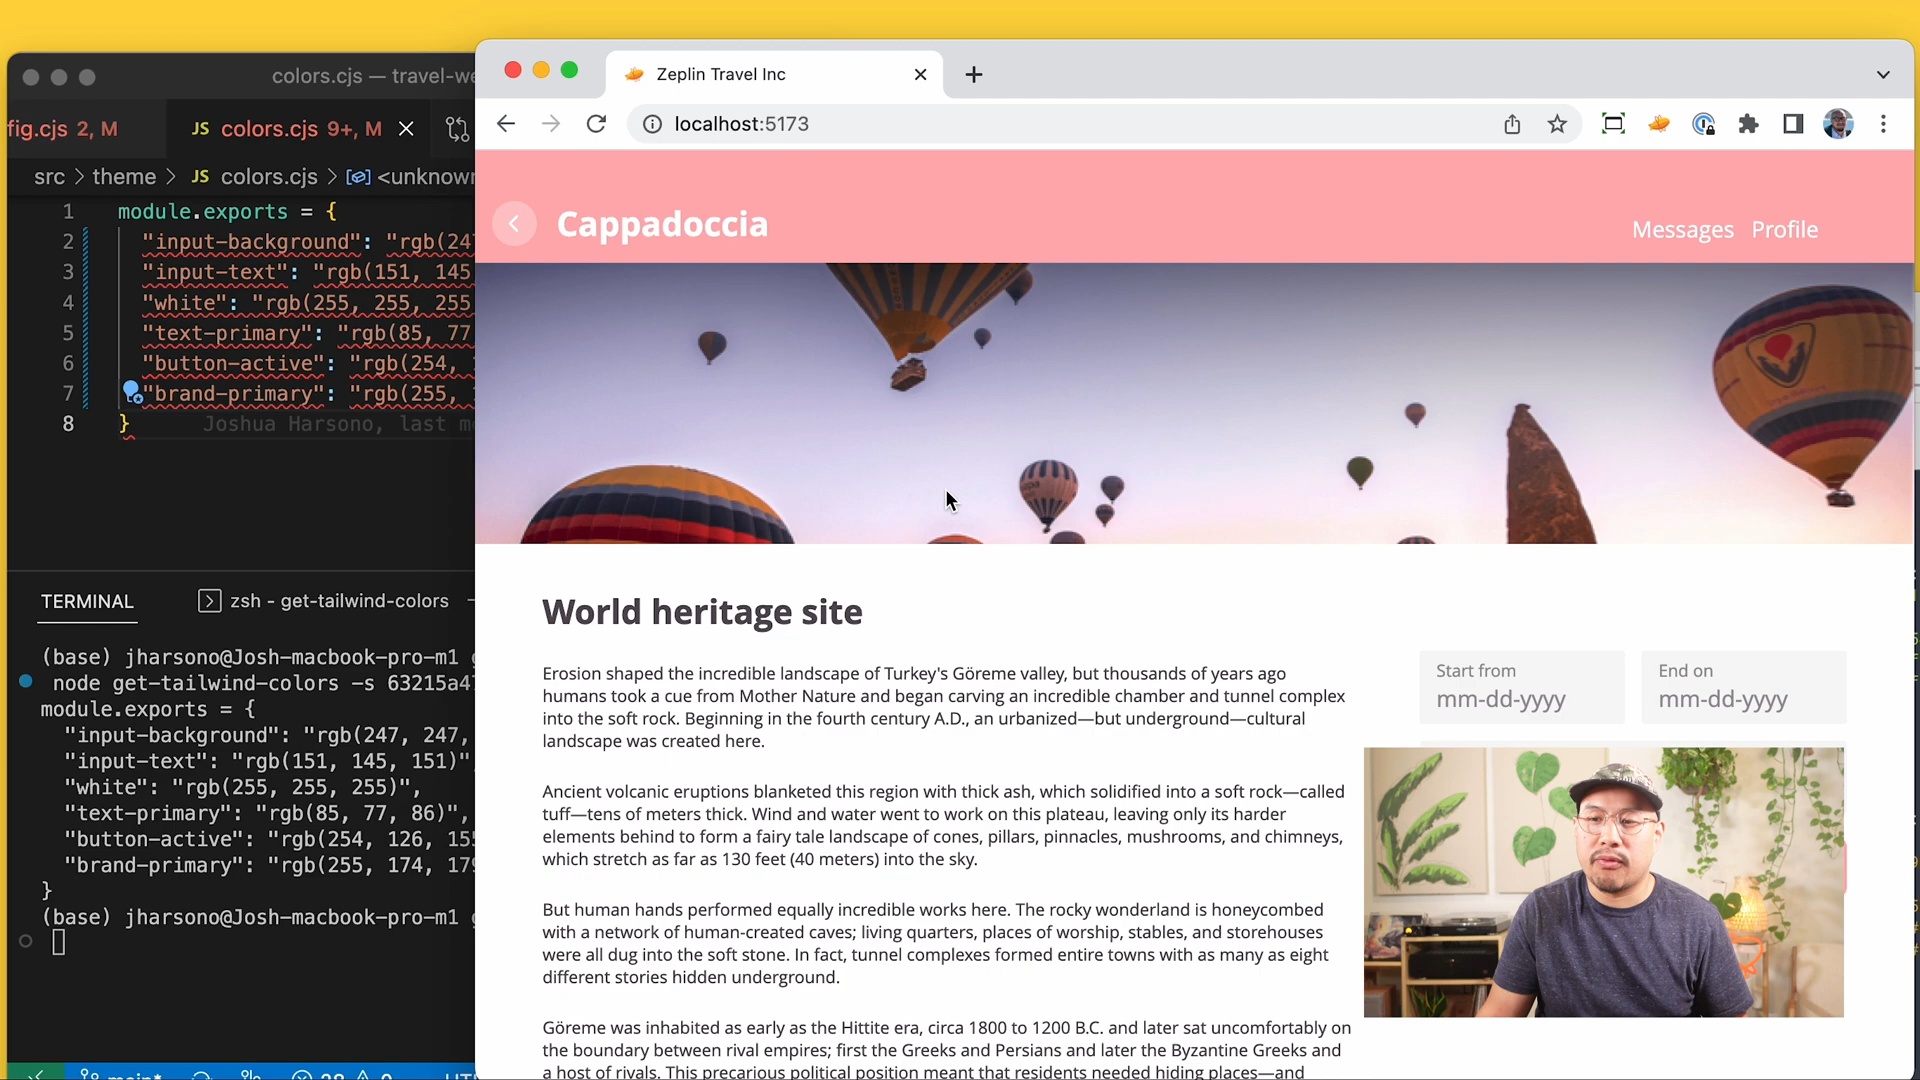 colors.cjs — travel-we
fig.cjs 2, M
JS colors.cjs 9+, M
src > theme > JS colors.cjs > <unknown
1 module.exports = {
2 "input-background": "rgb(247
3 "input-text": "rgb(151, 145
4 "white": "rgb(255, 255, 255
5 "text-primary": "rgb(85, 77
6 "button-active": "rgb(254,
7 "brand-primary": "rgb(255,
8 } Joshua Harsono, last m
TERMINAL
zsh - get-tailwind-colors
(base) jharsono@Josh-macbook-pro-m1
node get-tailwind-colors -s 63215a4
module.exports = {
"input-background": "rgb(247, 247,
"input-text": "rgb(151, 145, 151)"
"white": "rgb(255, 255, 255)",
"text-primary": "rgb(85, 77, 86)",
"button-active": "rgb(254, 126, 155
"brand-primary": "rgb(255, 174, 179
}
(base) jharsono@Josh-macbook-pro-m1
Zeplin Travel Inc
localhost:5173
Cappadoccia
Messages Profile
World heritage site
Erosion shaped the incredible landscape of Turkey's Göreme valley, but thousands of years ago
humans took a cue from Mother Nature and began carving an incredible chamber and tunnel complex
into the soft rock. Beginning in the fourth century A.D., an urbanized—but underground—cultural
landscape was created here.
Ancient volcanic eruptions blanketed this region with thick ash, which solidified into a soft rock—called
tuff—tens of meters thick. Wind and water went to work on this plateau, leaving only its harder
elements behind to form a fairy tale landscape of cones, pillars, pinnacles, mushrooms, and chimneys,
which stretch as far as 130 feet (40 meters) into the sky.
But human hands performed equally incredible works here. The rocky wonderland is honeycombed
with a network of human-created caves; living quarters, places of worship, stables, and storehouses
were all dug into the soft stone. In fact, tunnel complexes formed entire towns with as many as eight
different stories hidden underground.
Göreme was inhabited as early as the Hittite era, circa 1800 to 1200 B.C. and later sat uncomfortably on
the boundary between rival empires; first the Greeks and Persians and later the Byzantine Greeks and
a host of rivals. This precarious political position meant that residents needed hiding places—and
Start from
mm-dd-yyyy
End on
mm-dd-yyyy